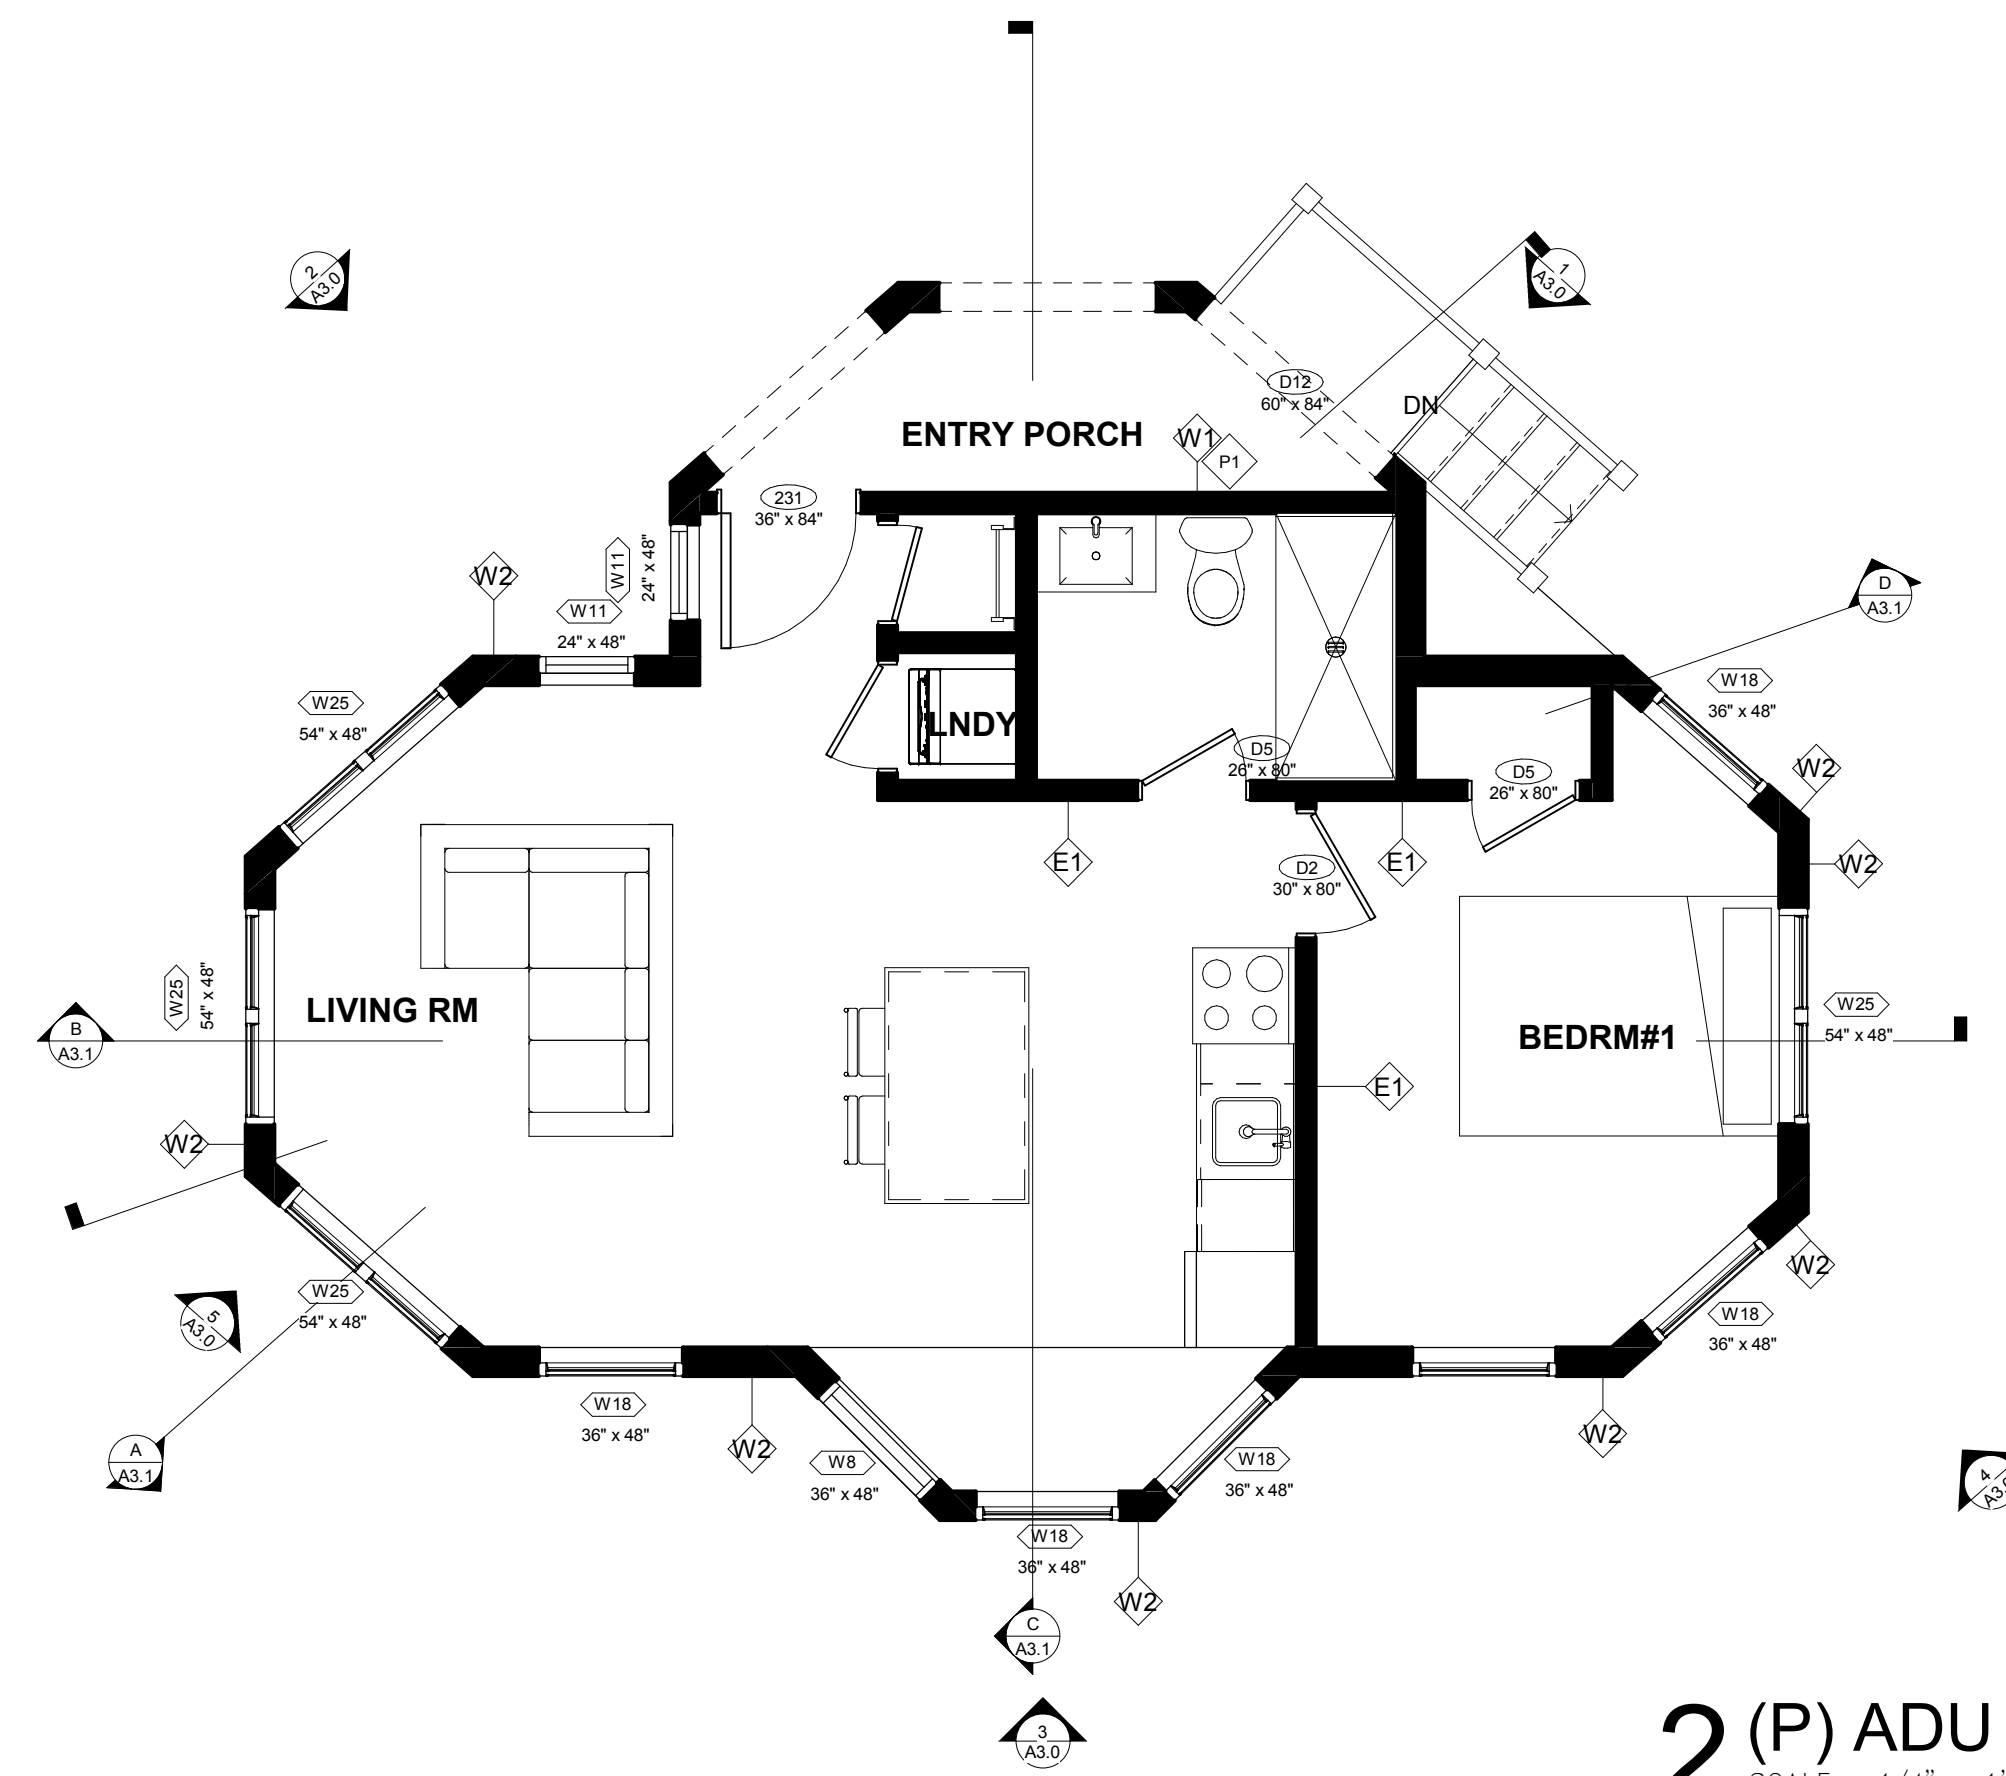 2
A3.0
1
A3.0
D12
60" x 84"
DN
ENTRY PORCH
W1
P1
231
36" x 84"
W11
24" x 48"
W2
W11
24" x 48"
D
A3.1
W25
54" x 48"
LNDY
W18
36" x 48"
D5
26" x 80"
D5
26" x 80"
W2
E1
D2
30" x 80"
E1
W2
W25
54" x 48"
LIVING RM
BEDRM#1
W25
54" x 48"
B
A3.1
E1
W2
W2
W25
54" x 48"
5
A3.0
W18
36" x 48"
W18
36" x 48"
W2
W2
A
A3.1
W8
36" x 48"
W18
36" x 48"
4
W18
36" x 48"
W2
C
A3.1
3
A3.0
2
(P) ADU